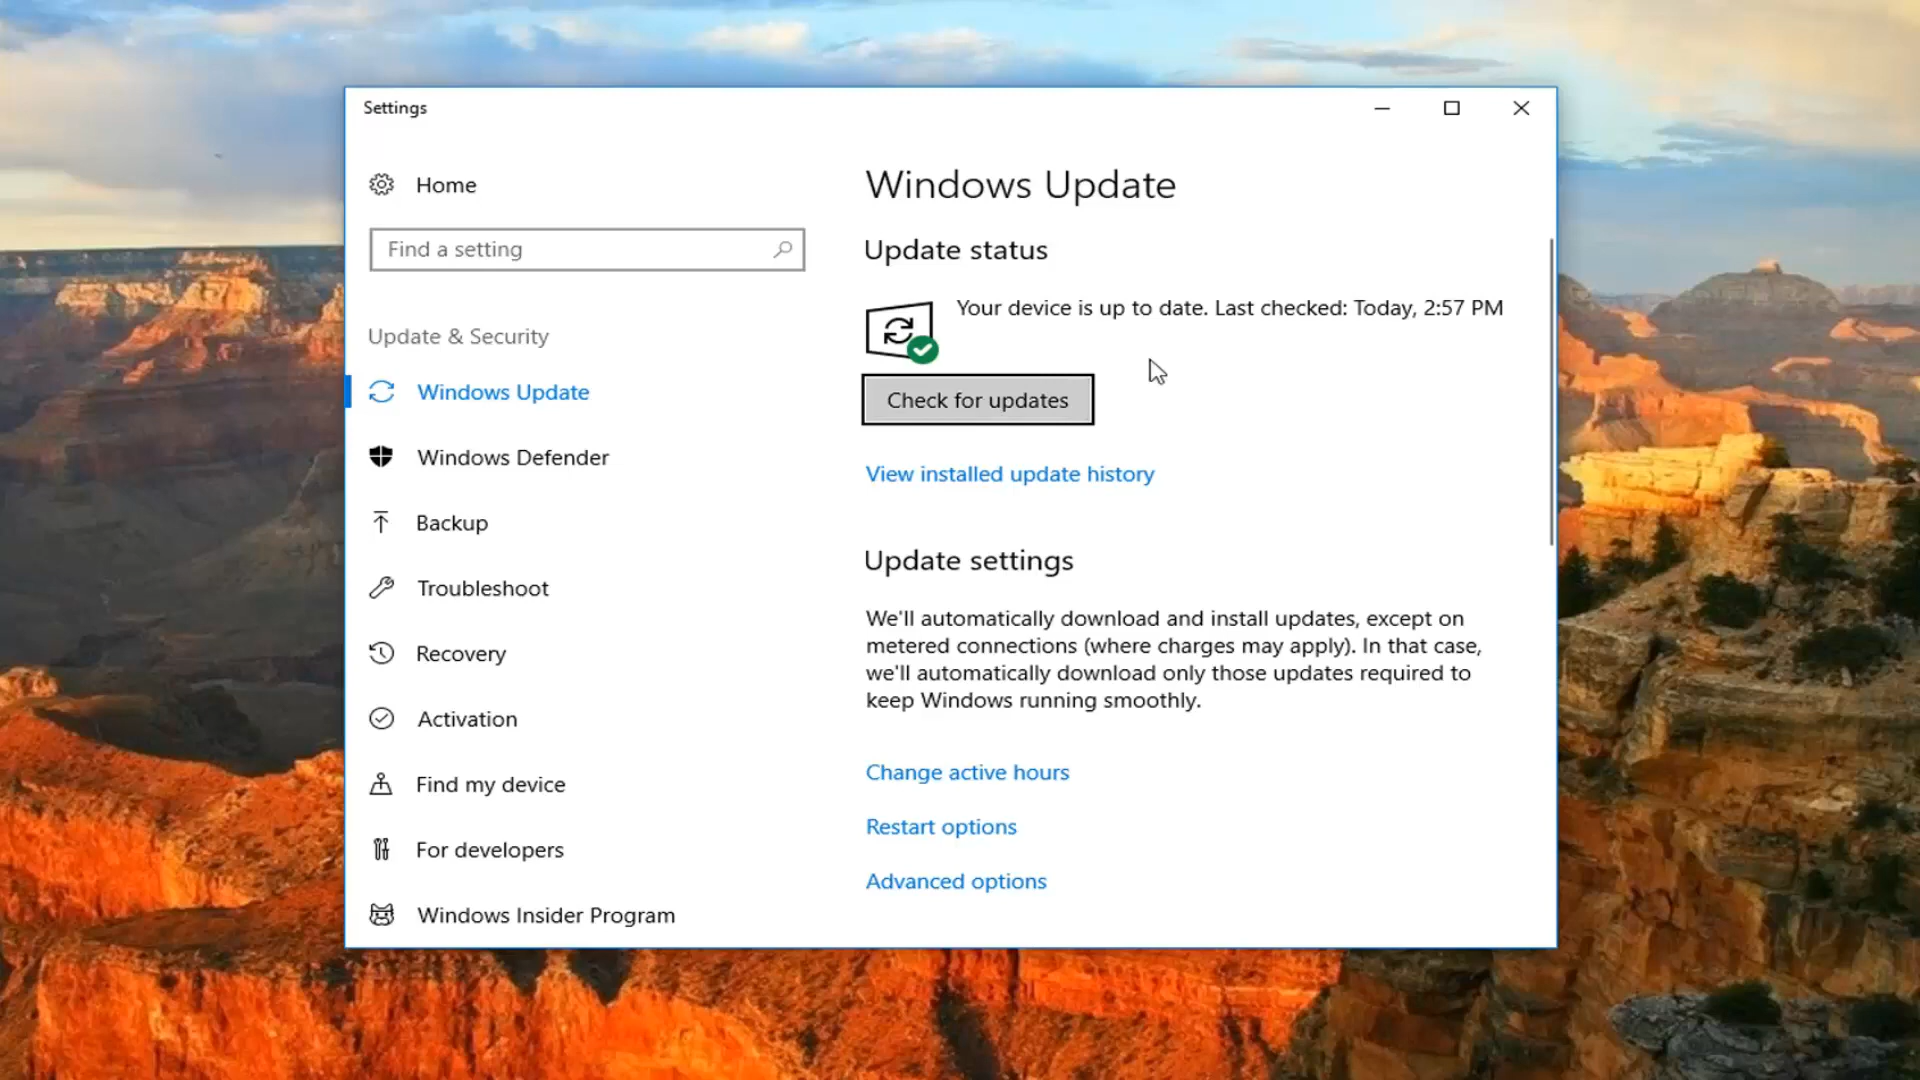 Settings
Home
Find a setting
Update & Security
Windows Update
Windows Defender
Backup
Troubleshoot
Recovery
Activation
Find my device
For developers
Windows Insider Program
Windows Update
Update status
Your device is up to date. Last checked: Today, 2:57 PM
Check for updates
View installed update history
Update settings
We'll automatically download and install updates, except on
metered connections (where charges may apply). In that case,
we'll automatically download only those updates required to
keep Windows running smoothly.
Change active hours
Restart options
Advanced options